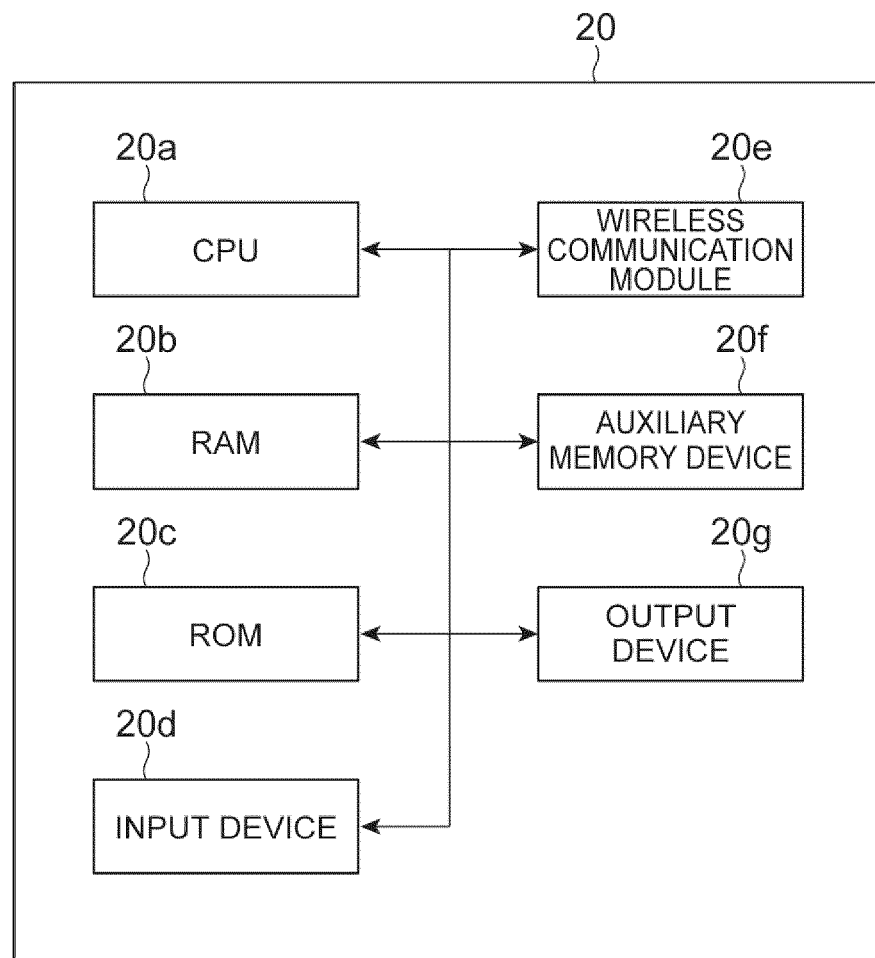 20
20a
CPU
20e
WIRELESS
COMMUNICATION
MODULE
20b
RAM
20f
AUXILIARY
MEMORY DEVICE
20c
ROM
20g
OUTPUT
DEVICE
20d
INPUT DEVICE